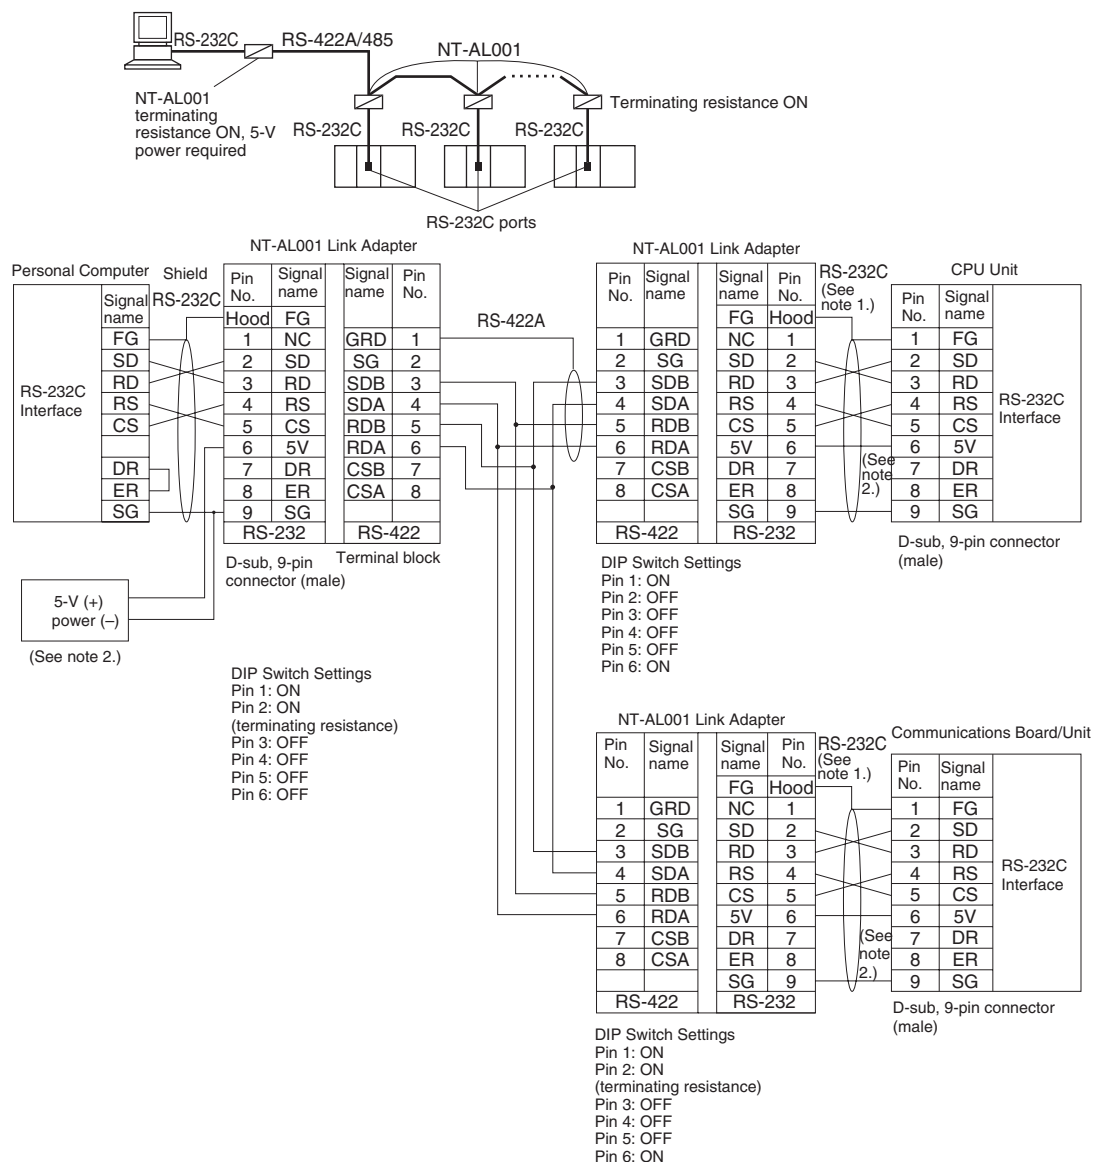 RS-232C
RS-422A/485
NT-AL001
NT-AL001
terminating
resistance ON, 5-V
power required
Terminating resistance ON
RS-232C
RS-232C
RS-232C
RS-232C ports
NT-AL001 Link Adapter
Personal Computer
Shield
RS-232C
RS-232C
Interface
Signal
name
FG
SD
RD
RS
CS
DR
ER
SG
Pin
No.
Signal
name
Hood FG
1 NC
2 SD
3 RD
4 RS
5 CS
6 5V
7 DR
8 ER
9 SG
RS-232
Signal
name
Pin
No.
GRD 1
SG 2
SDB 3
SDA 4
RDB 5
RDA 6
CSB 7
CSA 8
RS-422
D-sub, 9-pin
connector (male)
Terminal block
RS-422A
5-V (+)
power (–)
(See note 2.)
DIP Switch Settings
Pin 1: ON
Pin 2: ON
(terminating resistance)
Pin 3: OFF
Pin 4: OFF
Pin 5: OFF
Pin 6: OFF
NT-AL001 Link Adapter
Pin
No.
Signal
name
1 GRD
2 SG
3 SDB
4 SDA
5 RDB
6 RDA
7 CSB
8 CSA
RS-422
Signal
name
Pin
No.
FG Hood
NC 1
SD 2
RD 3
RS 4
CS 5
5V 6
DR 7
ER 8
SG 9
RS-232
RS-232C
(See
note 1.)
(See
note
2.)
CPU Unit
Pin
No.
Signal
name
1 FG
2 SD
3 RD
4 RS
5 CS
6 5V
7 DR
8 ER
9 SG
RS-232C
Interface
D-sub, 9-pin connector
(male)
DIP Switch Settings
Pin 1: ON
Pin 2: OFF
Pin 3: OFF
Pin 4: OFF
Pin 5: OFF
Pin 6: ON
NT-AL001 Link Adapter
Pin
No.
Signal
name
1 GRD
2 SG
3 SDB
4 SDA
5 RDB
6 RDA
7 CSB
8 CSA
RS-422
Signal
name
Pin
No.
FG Hood
NC 1
SD 2
RD 3
RS 4
CS 5
5V 6
DR 7
ER 8
SG 9
RS-232
RS-232C
(See
note 1.)
(See
note
2.)
Communications Board/Unit
Pin
No.
Signal
name
1 FG
2 SD
3 RD
4 RS
5 CS
6 5V
7 DR
8 ER
9 SG
RS-232C
Interface
D-sub, 9-pin connector
(male)
DIP Switch Settings
Pin 1: ON
Pin 2: ON
(terminating resistance)
Pin 3: OFF
Pin 4: OFF
Pin 5: OFF
Pin 6: ON